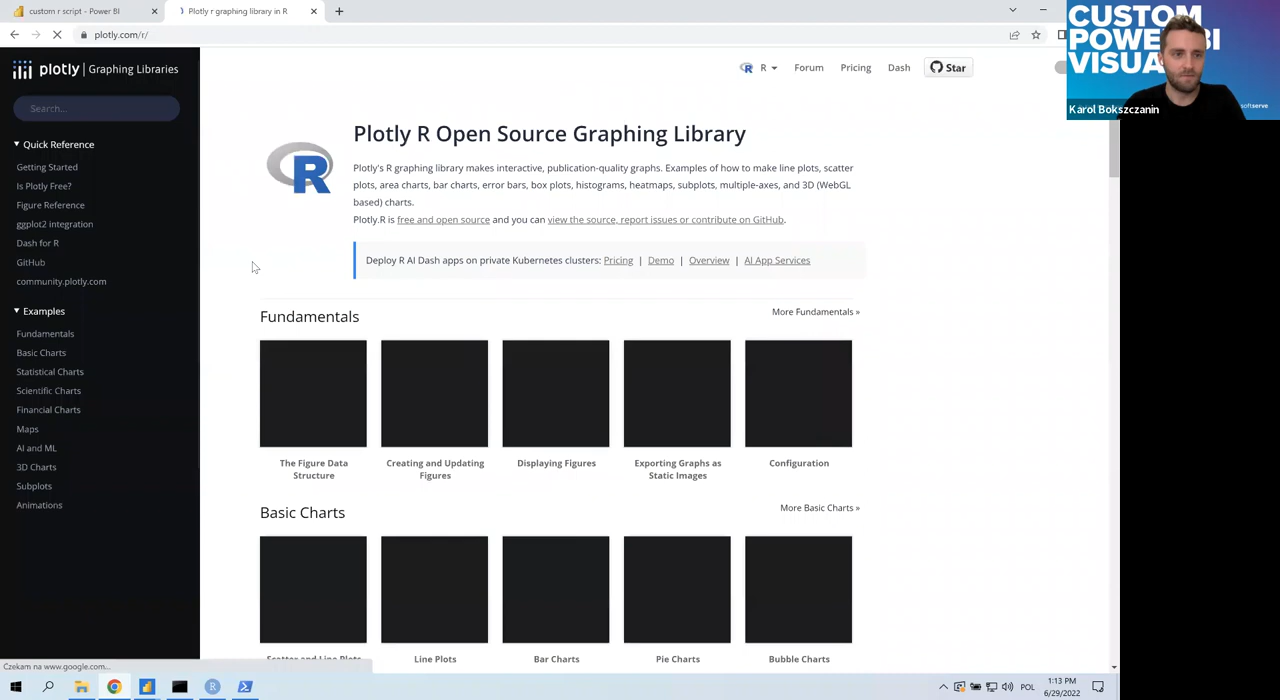 custom r script - Power BI
Plotly r graphing library in R
plotly.com/r/
plotly | Graphing Libraries
Search...
Quick Reference
Getting Started
Is Plotly Free?
Figure Reference
ggplot2 integration
Dash for R
GitHub
community.plotly.com
Examples
Fundamentals
Basic Charts
Statistical Charts
Scientific Charts
Financial Charts
Maps
AI and ML
3D Charts
Subplots
Animations
R
Forum
Pricing
Dash
Star
R
Plotly R Open Source Graphing Library
Plotly's R graphing library makes interactive, publication-quality graphs. Examples of how to make line plots, scatter
plots, area charts, bar charts, error bars, box plots, histograms, heatmaps, subplots, multiple-axes, and 3D (WebGL
based) charts.
Plotly.R is free and open source and you can view the source, report issues or contribute on GitHub.
Deploy R AI Dash apps on private Kubernetes clusters: Pricing | Demo | Overview | AI App Services
Fundamentals
More Fundamentals »
The Figure Data
Structure
Creating and Updating
Figures
Displaying Figures
Exporting Graphs as
Static Images
Configuration
Basic Charts
More Basic Charts »
Scatter and Line Plots
Line Plots
Bar Charts
Pie Charts
Bubble Charts
Czekam na www.google.com...
CUSTOM
POWER BI
VISUA
softserve
Karol Bokszczanin
R
POL
1:13 PM
6/29/2022